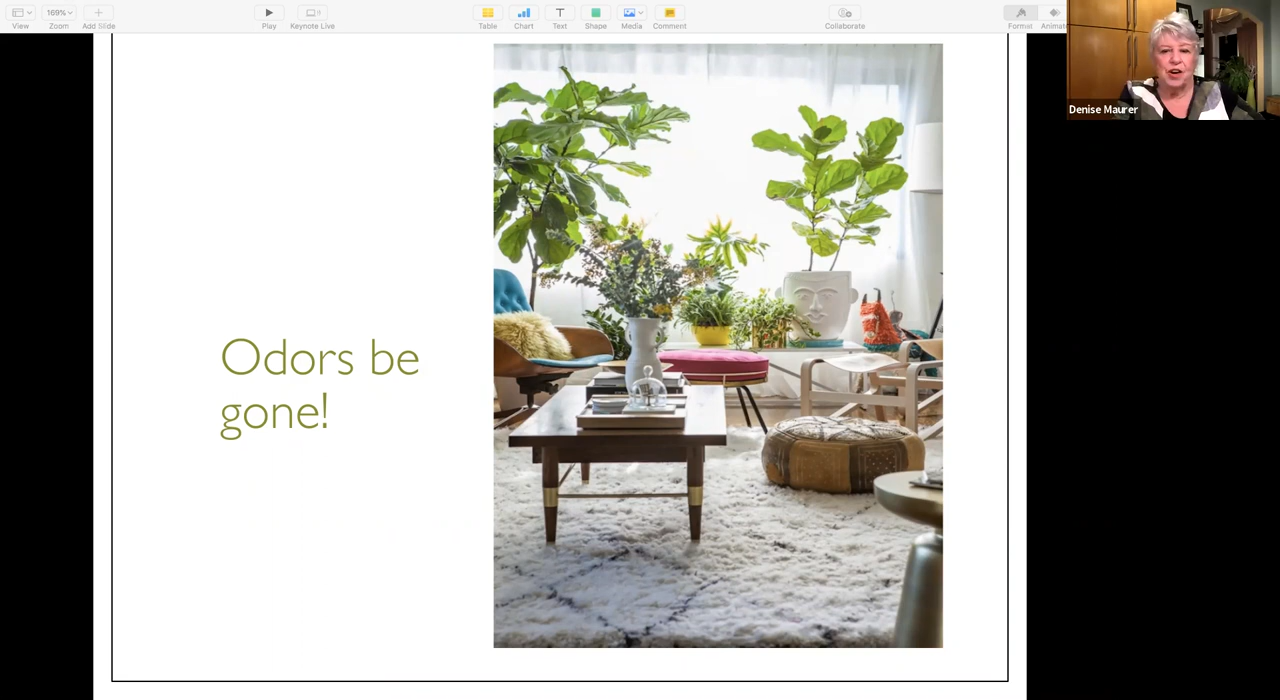 169%
View
Zoom
Add Slide
Play
Keynote Live
Table
Chart
Text
Shape
Media
Comment
Collaborate
Format
Denise Maurer
Odors be
gone!